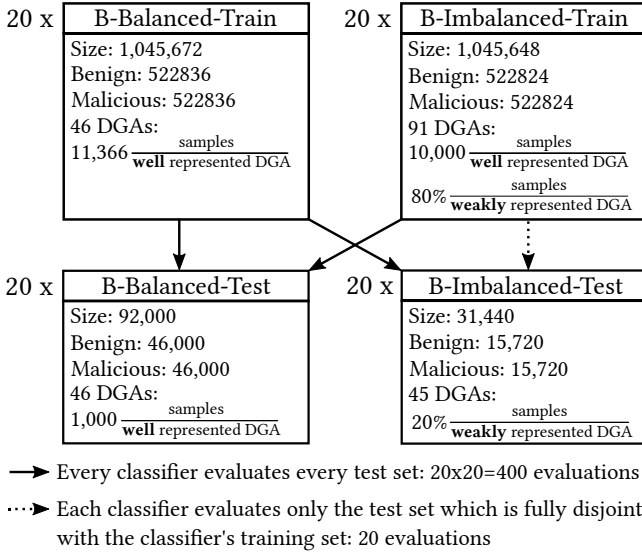 20 x
B-Balanced-Train
Size: 1,045,672
Benign: 522836
Malicious: 522836
46 DGAs:
11,366 samples
well represented DGA
20 x
B-Imbalanced-Train
Size: 1,045,648
Benign: 522824
Malicious: 522824
91 DGAs:
10,000 samples
well represented DGA
80% samples
weakly represented DGA
20 x
B-Balanced-Test
Size: 92,000
Benign: 46,000
Malicious: 46,000
46 DGAs:
1,000 samples
well represented DGA
20 x
B-Imbalanced-Test
Size: 31,440
Benign: 15,720
Malicious: 15,720
45 DGAs:
20% samples
weakly represented DGA
Every classifier evaluates every test set: 20x20=400 evaluations
Each classifier evaluates only the test set which is fully disjoint
with the classifier's training set: 20 evaluations